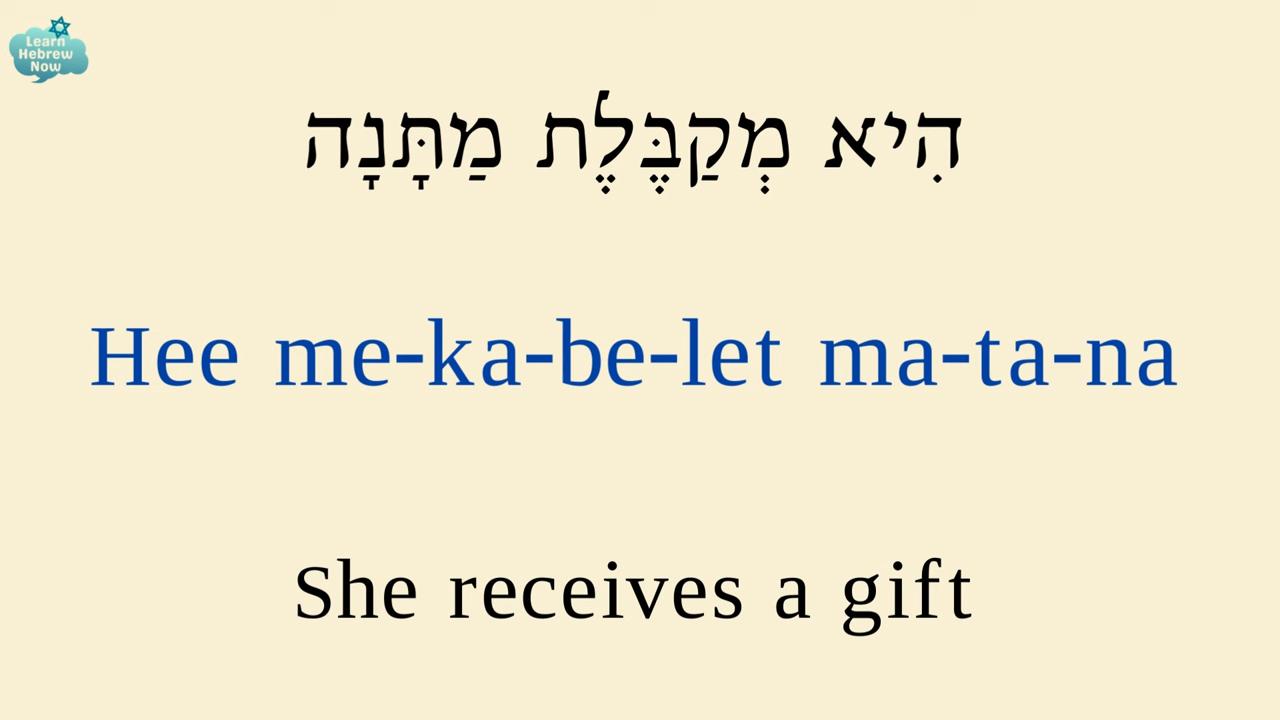 Learn
Hebrew
Now
הִיא מְקַבֶּלֶת מַתָּנָה
Hee me-ka-be-let ma-ta-na
She receives a gift